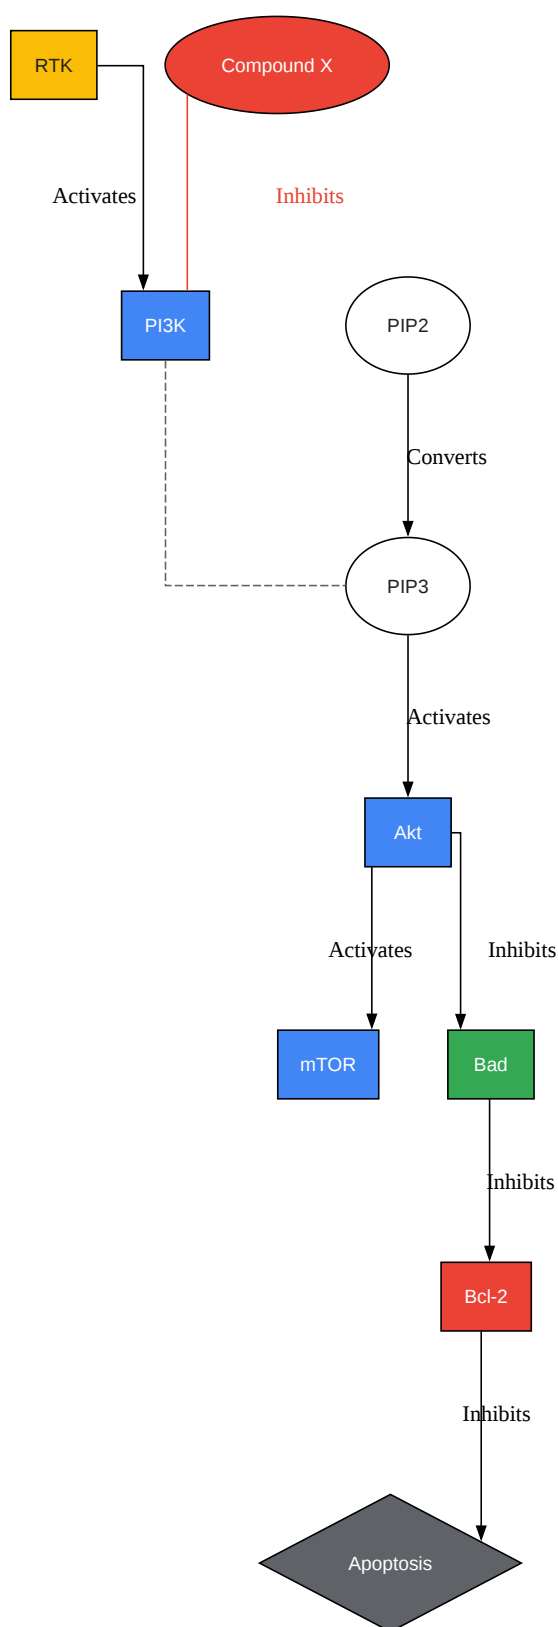 RTK
Compound X
Activates
Inhibits
PI3K
PIP2
Converts
PIP3
Activates
Akt
Activates
Inhibits
mTOR
Bad
Inhibits
Bcl-2
Inhibits
Apoptosis